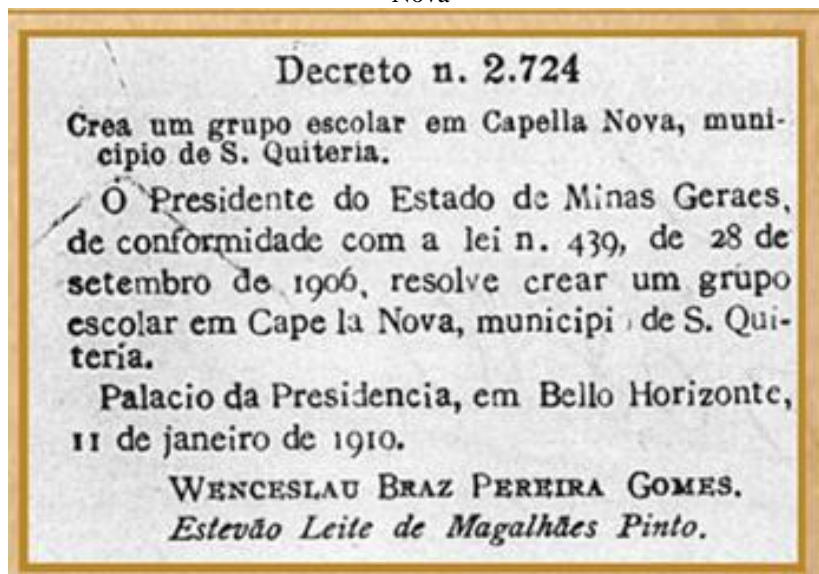 Nova
Decreto n. 2.724
Crea um grupo escolar em Capella Nova, muni-
cipio de S. Quiteria.
O Presidente do Estado de Minas Geraes,
de conformidade com a lei n. 439, de 28 de
setembro de 1906, resolve crear um grupo
escolar em Cape la Nova, municipi de S. Qui-
teria.
Palacio da Presidencia, em Bello Horizonte,
11 de janeiro de 1910.
WENCESLAU BRAZ PEREIRA GOMES.
Estevão Leite de Magalhães Pinto.